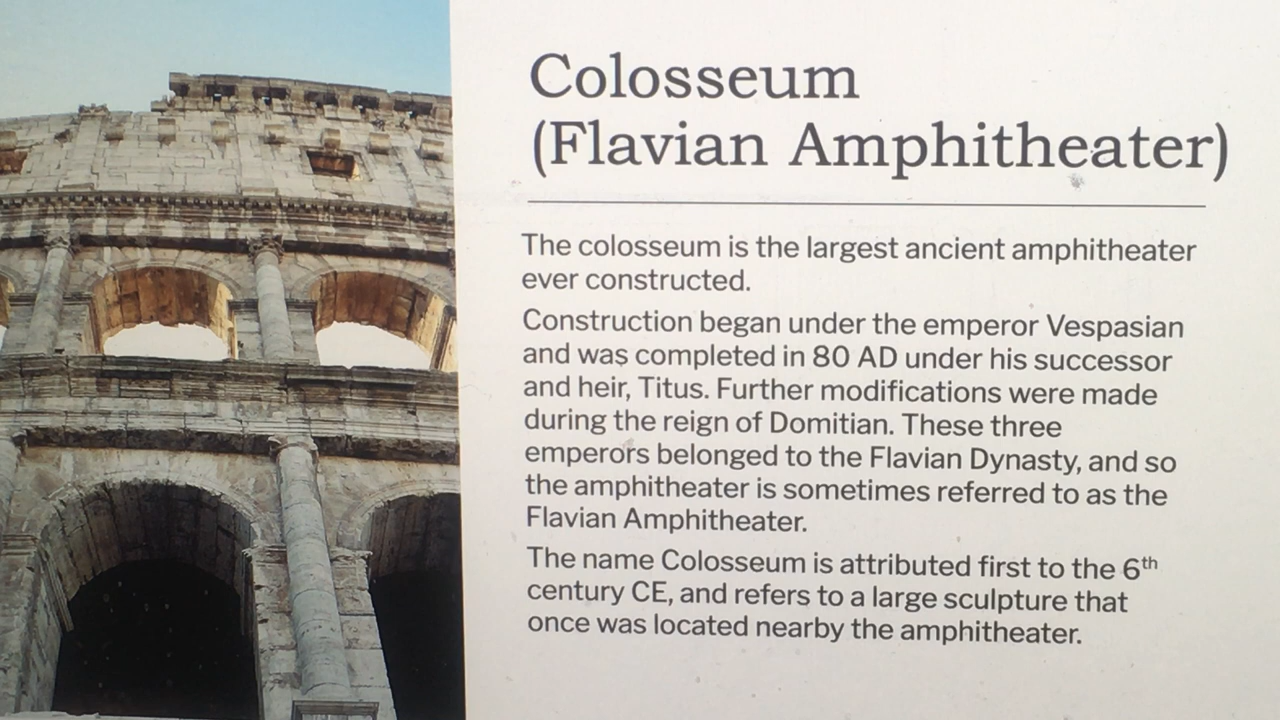 Colosseum
(Flavian Amphitheater)
The colosseum is the largest ancient amphitheater
ever constructed.
Construction began under the emperor Vespasian
and was completed in 80 AD under his successor
and heir, Titus. Further modifications were made
during the reign of Domitian. These three
emperors belonged to the Flavian Dynasty, and so
the amphitheater is sometimes referred to as the
Flavian Amphitheater.
The name Colosseum is attributed first to the 6th
century CE, and refers to a large sculpture that
once was located nearby the amphitheater.